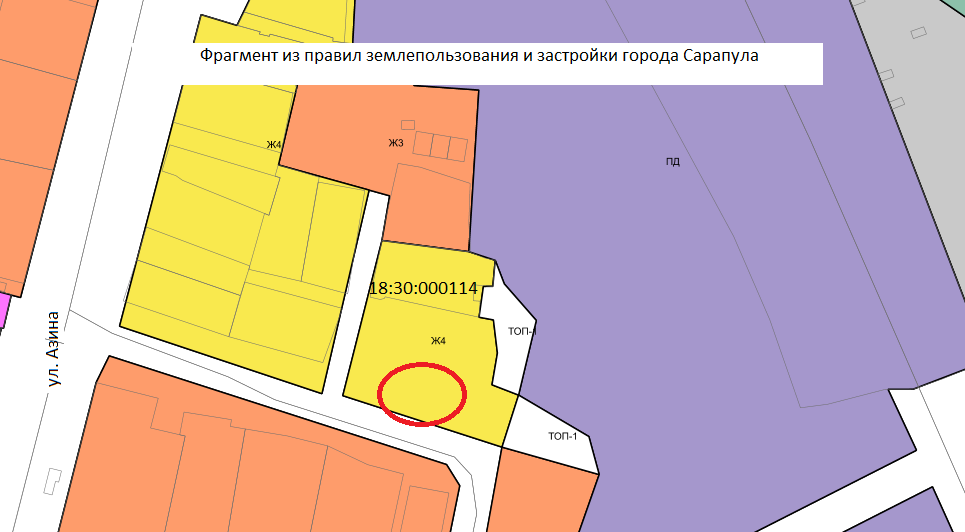 Фрагмент из правил землепользования и застройки города Сарапула
Ж4
Ж3
ПД
18:30:000114
ТОП-1
Ж4
ул. Азина
ТОП-1